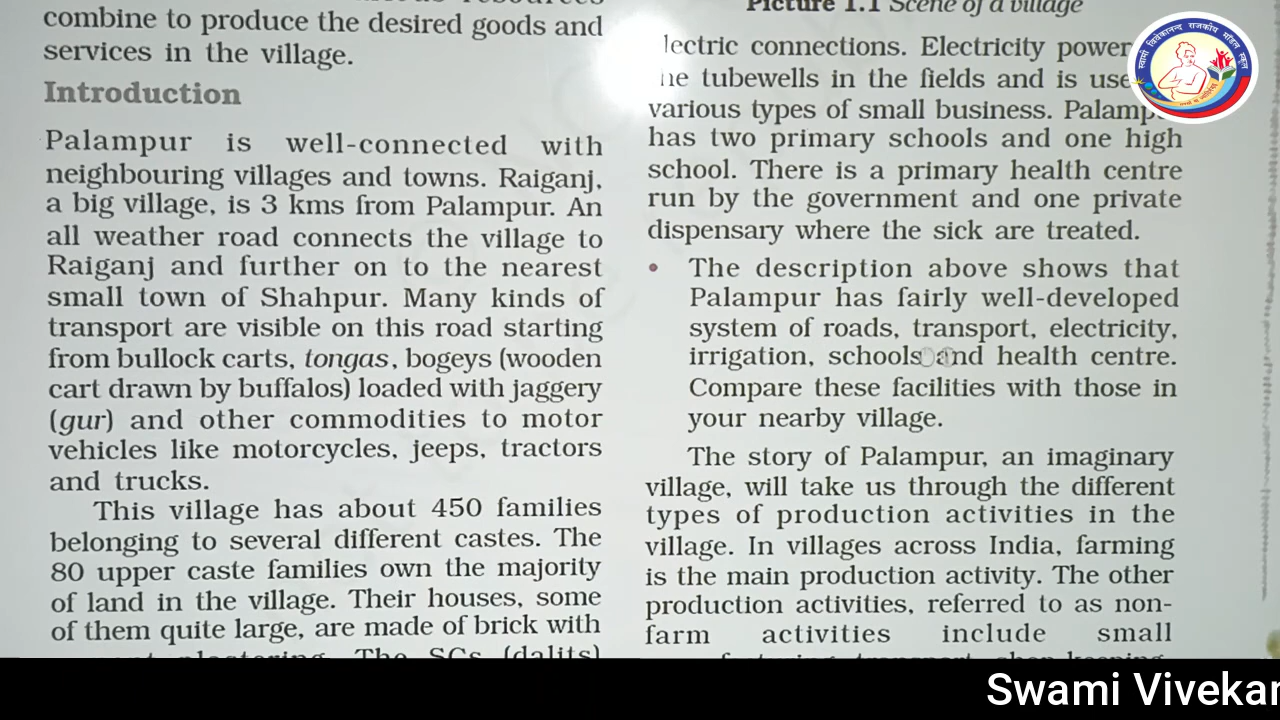 combine to produce the desired goods and
services in the village.
Introduction
Palampur is well-connected with
neighbouring villages and towns. Raiganj,
a big village, is 3 kms from Palampur. An
all weather road connects the village to
Raiganj and further on to the nearest
small town of Shahpur. Many kinds of
transport are visible on this road starting
from bullock carts, tongas, bogeys (wooden
cart drawn by buffalos) loaded with jaggery
(gur) and other commodities to motor
vehicles like motorcycles, jeeps, tractors
and trucks.
This village has about 450 families
belonging to several different castes. The
80 upper caste families own the majority
of land in the village. Their houses, some
of them quite large, are made of brick with
plastering. The SCs (dalits)
Picture 1.1 Scene of a village
lectric connections. Electricity power
he tubewells in the fields and is use
various types of small business. Palamp
has two primary schools and one high
school. There is a primary health centre
run by the government and one private
dispensary where the sick are treated.
• The description above shows that
Palampur has fairly well-developed
system of roads, transport, electricity,
irrigation, schools and health centre.
Compare these facilities with those in
your nearby village.
The story of Palampur, an imaginary
village, will take us through the different
types of production activities in the
village. In villages across India, farming
is the main production activity. The other
production activities, referred to as non-
farm activities include small
transport, shop-keeping,
स्वामी विवेकानन्द राजकीय मॉडल स्कूल
Swami Vivekar